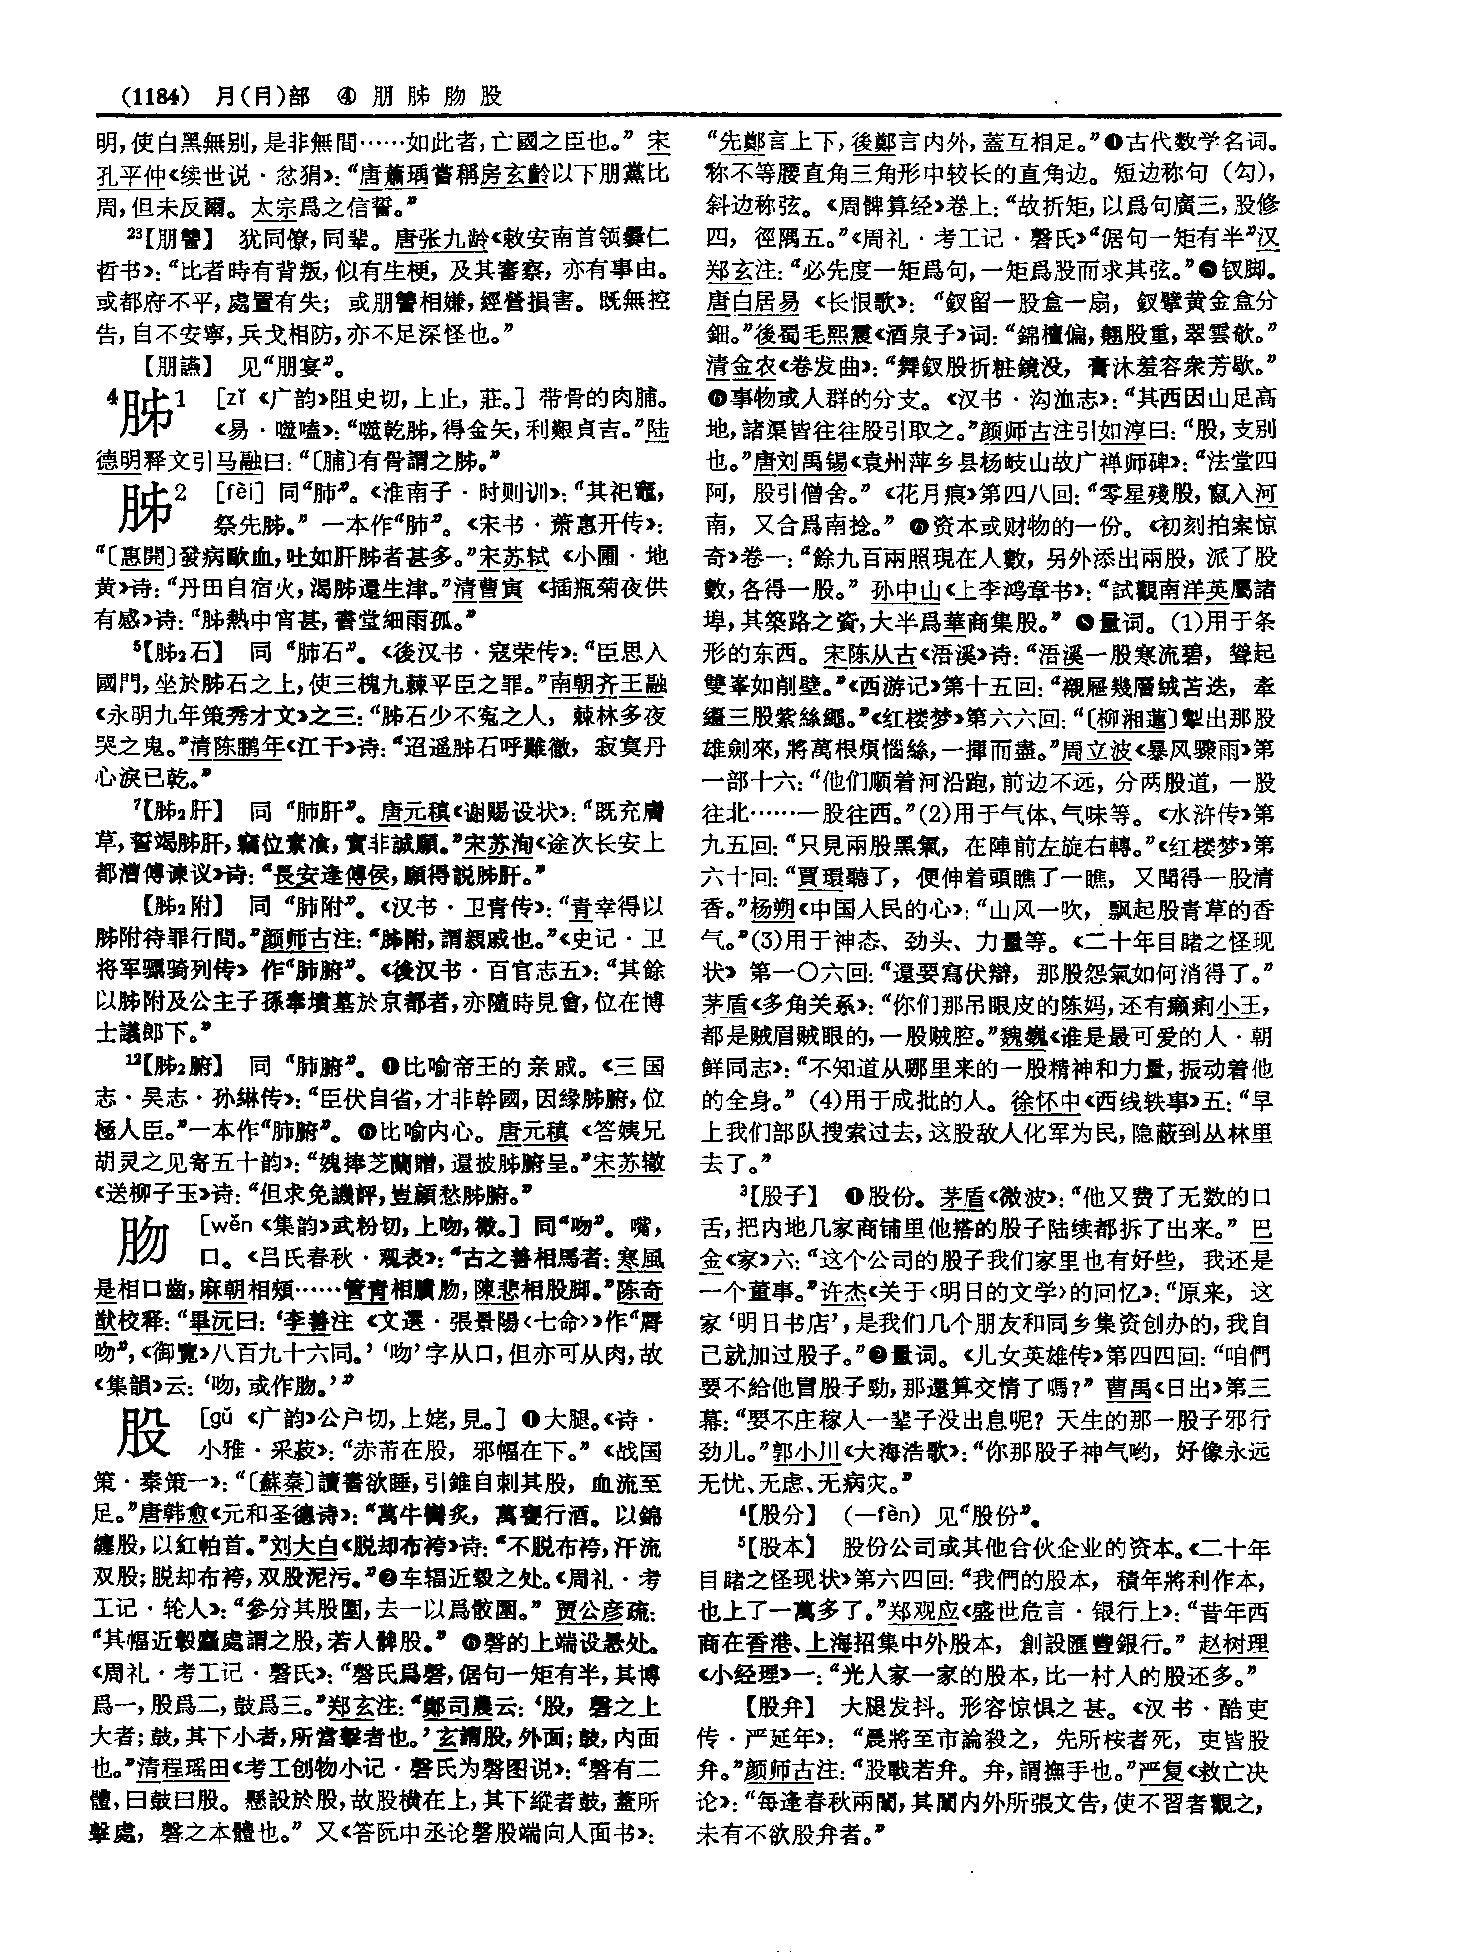 (1184) 月(⺼)部 ④ 朋胏肳股
明，使白黑無别，是非無間……如此者，亡國之臣也。”宋
孔平仲《续世说·忿狷》：“唐蕭瑀嘗稱房玄齡以下朋黨比
周，但未反爾。太宗爲之信誓。”
23【朋讐】 犹同僚，同辈。唐张九龄《敕安南首领爨仁
哲书》：“比者時有背叛，似有生梗，及其審察，亦有事由。
或都府不平，處置有失；或朋讐相嫌，經營損害。既無控
告，自不安寧，兵戈相防，亦不足深怪也。”
【朋讌】 见“朋宴”。
4胏1 [zǐ《广韵》阻史切，上止，莊。] 带骨的肉脯。
《易·噬嗑》：“噬乾胏，得金矢，利艱貞吉。”陆
德明释文引马融曰：“〔脯〕有骨謂之胏。”
胏2 [fèi] 同“肺”。《淮南子·时则训》：“其祀竈，
祭先胏。”一本作“肺”。《宋书·萧惠开传》：
“〔惠開〕發病歐血，吐如肝胏者甚多。”宋苏轼《小圃·地
黄》诗：“丹田自宿火，渴胏還生津。”清曹寅《插瓶菊夜供
有感》诗：“胏熱中宵甚，書堂細雨孤。”
5【胏2石】 同“肺石”。《後汉书·寇荣传》：“臣思入
國門，坐於胏石之上，使三槐九棘平臣之罪。”南朝齐王融
《永明九年策秀才文》之三：“胏石少不寃之人，棘林多夜
哭之鬼。”清陈鹏年《江干》诗：“迢遥胏石呼難徹，寂寞丹
心淚已乾。”
7【胏2肝】 同“肺肝”。唐元稹《谢赐设状》：“既充膚
草，誓竭胏肝，竊位素飡，實非誠願。”宋苏洵《途次长安上
都漕傅谏议》诗：“長安逢傅侯，願得説胏肝。”
【胏2附】 同“肺附”。《汉书·卫青传》：“青幸得以
胏附待罪行間。”颜师古注：“胏附，謂親戚也。”《史记·卫
将军骠骑列传》作“肺腑”。《後汉书·百官志五》：“其餘
以胏附及公主子孫奉墳墓於京都者，亦隨時見會，位在博
士議郎下。”
12【胏2腑】 同“肺腑”。❶比喻帝王的亲戚。《三国
志·吴志·孙綝传》：“臣伏自省，才非幹國，因缘胏腑，位
極人臣。”一本作“肺腑”。❷比喻内心。唐元稹《答姨兄
胡灵之见寄五十韵》：“媿捧芝蘭贈，還披胏腑呈。”宋苏辙
《送柳子玉》诗：“但求免譏評，豈顧愁胏腑。”
肳 [wěn《集韵》武粉切，上吻，微。] 同“吻”。嘴，
口。《吕氏春秋·观表》：“古之善相馬者：寒風
是相口齒，麻朝相頰……管青相䐡肳，陳悲相股脚。”陈奇
猷校释：“畢沅曰：‘李善注《文選·張景陽〈七命〉》作“脣
吻”，《御覽》八百九十六同。’‘吻’字从口，但亦可从肉，故
《集韻》云：‘吻，或作肳。’”
股 [gǔ《广韵》公户切，上姥，見。] ❶大腿。《诗·
小雅·采菽》：“赤芾在股，邪幅在下。”《战国
策·秦策一》：“〔蘇秦〕讀書欲睡，引錐自刺其股，血流至
足。”唐韩愈《元和圣德诗》：“萬牛臠炙，萬甕行酒。以錦
纏股，以紅帕首。”刘大白《脱却布袴》诗：“不脱布袴，汗流
双股；脱却布袴，双股泥污。”❷车辐近毂之处。《周礼·考
工记·轮人》：“參分其股圍，去一以爲骹圍。”贾公彦疏：
“其幅近轂麤處謂之股，若人髀股。”❸磬的上端设悬处。
《周礼·考工记·磬氏》：“磬氏爲磬，倨句一矩有半，其博
爲一，股爲二，鼓爲三。”郑玄注：“鄭司農云：‘股，磬之上
大者；鼓，其下小者，所當擊者也。’玄謂股，外面；鼓，内面
也。”清程瑶田《考工创物小记·磬氏为磬图说》：“磬有二
體，曰鼓曰股。懸設於股，故股横在上，其下縱者鼓，蓋所
擊處，磬之本體也。”又《答阮中丞论磬股端向人面书》：
“先鄭言上下，後鄭言内外，蓋互相足。”❹古代数学名词。
称不等腰直角三角形中较长的直角边。短边称句（勾），
斜边称弦。《周髀算经》卷上：“故折矩，以爲句廣三，股修
四，徑隅五。”《周礼·考工记·磬氏》“倨句一矩有半”汉
郑玄注：“必先度一矩爲句，一矩爲股而求其弦。”❺钗脚。
唐白居易《长恨歌》：“釵留一股盒一扇，釵擘黄金盒分
鈿。”後蜀毛熙震《酒泉子》词：“錦檀偏，翹股重，翠雲欹。”
清金农《卷发曲》：“舞釵股折粧鏡没，膏沐羞容衆芳歇。”
❻事物或人群的分支。《汉书·沟洫志》：“其西因山足高
地，諸渠皆往往股引取之。”颜师古注引如淳曰：“股，支别
也。”唐刘禹锡《袁州萍乡县杨岐山故广禅师碑》：“法堂四
阿，股引僧舍。”《花月痕》第四八回：“零星殘股，竄入河
南，又合爲南捻。”❼资本或财物的一份。《初刻拍案惊
奇》卷一：“餘九百兩照現在人數，另外添出兩股，派了股
數，各得一股。”孙中山《上李鸿章书》：“試觀南洋英屬諸
埠，其築路之資，大半爲華商集股。”❽量词。(1)用于条
形的东西。宋陈从古《浯溪》诗：“浯溪一股寒流碧，聳起
雙峯如削壁。”《西游记》第十五回：“襯屜幾層絨苫迭，牽
繮三股紫絲繩。”《红楼梦》第六六回：“〔柳湘蓮〕掣出那股
雄劍來，將萬根煩惱絲，一揮而盡。”周立波《暴风骤雨》第
一部十六：“他们顺着河沿跑，前边不远，分两股道，一股
往北……一股往西。”(2)用于气体、气味等。《水浒传》第
九五回：“只見兩股黑氣，在陣前左旋右轉。”《红楼梦》第
六十回：“賈環聽了，便伸着頭瞧了一瞧，又聞得一股清
香。”杨朔《中国人民的心》：“山风一吹，飘起股青草的香
气。”(3)用于神态、劲头、力量等。《二十年目睹之怪现
状》第一〇六回：“還要寫伏辯，那股怨氣如何消得了。”
茅盾《多角关系》：“你们那吊眼皮的陈妈，还有癞痢小王，
都是贼眉贼眼的，一股贼腔。”魏巍《谁是最可爱的人·朝
鲜同志》：“不知道从哪里来的一股精神和力量，振动着他
的全身。”(4)用于成批的人。徐怀中《西线轶事》五：“早
上我们部队搜索过去，这股敌人化军为民，隐蔽到丛林里
去了。”
3【股子】 ❶股份。茅盾《微波》：“他又费了无数的口
舌，把内地几家商铺里他搭的股子陆续都拆了出来。”巴
金《家》六：“这个公司的股子我们家里也有好些，我还是
一个董事。”许杰《关于〈明日的文学〉的回忆》：“原来，这
家‘明日书店’，是我们几个朋友和同乡集资创办的，我自
己就加过股子。”❷量词。《儿女英雄传》第四四回：“咱們
要不給他冒股子勁，那還算交情了嗎？”曹禺《日出》第三
幕：“要不庄稼人一辈子没出息呢？天生的那一股子邪行
劲儿。”郭小川《大海浩歌》：“你那股子神气哟，好像永远
无忧、无虑、无病灾。”
4【股分】 （—fèn）见“股份”。
5【股本】 股份公司或其他合伙企业的资本。《二十年
目睹之怪现状》第六四回：“我們的股本，積年將利作本，
也上了一萬多了。”郑观应《盛世危言·银行上》：“昔年西
商在香港、上海招集中外股本，創設匯豐銀行。”赵树理
《小经理》一：“光人家一家的股本，比一村人的股还多。”
【股弁】 大腿发抖。形容惊惧之甚。《汉书·酷吏
传·严延年》：“晨將至市論殺之，先所桉者死，吏皆股
弁。”颜师古注：“股戰若弁。弁，謂撫手也。”严复《救亡决
论》：“每逢春秋兩闈，其闈内外所張文告，使不習者觀之，
未有不欲股弁者。”